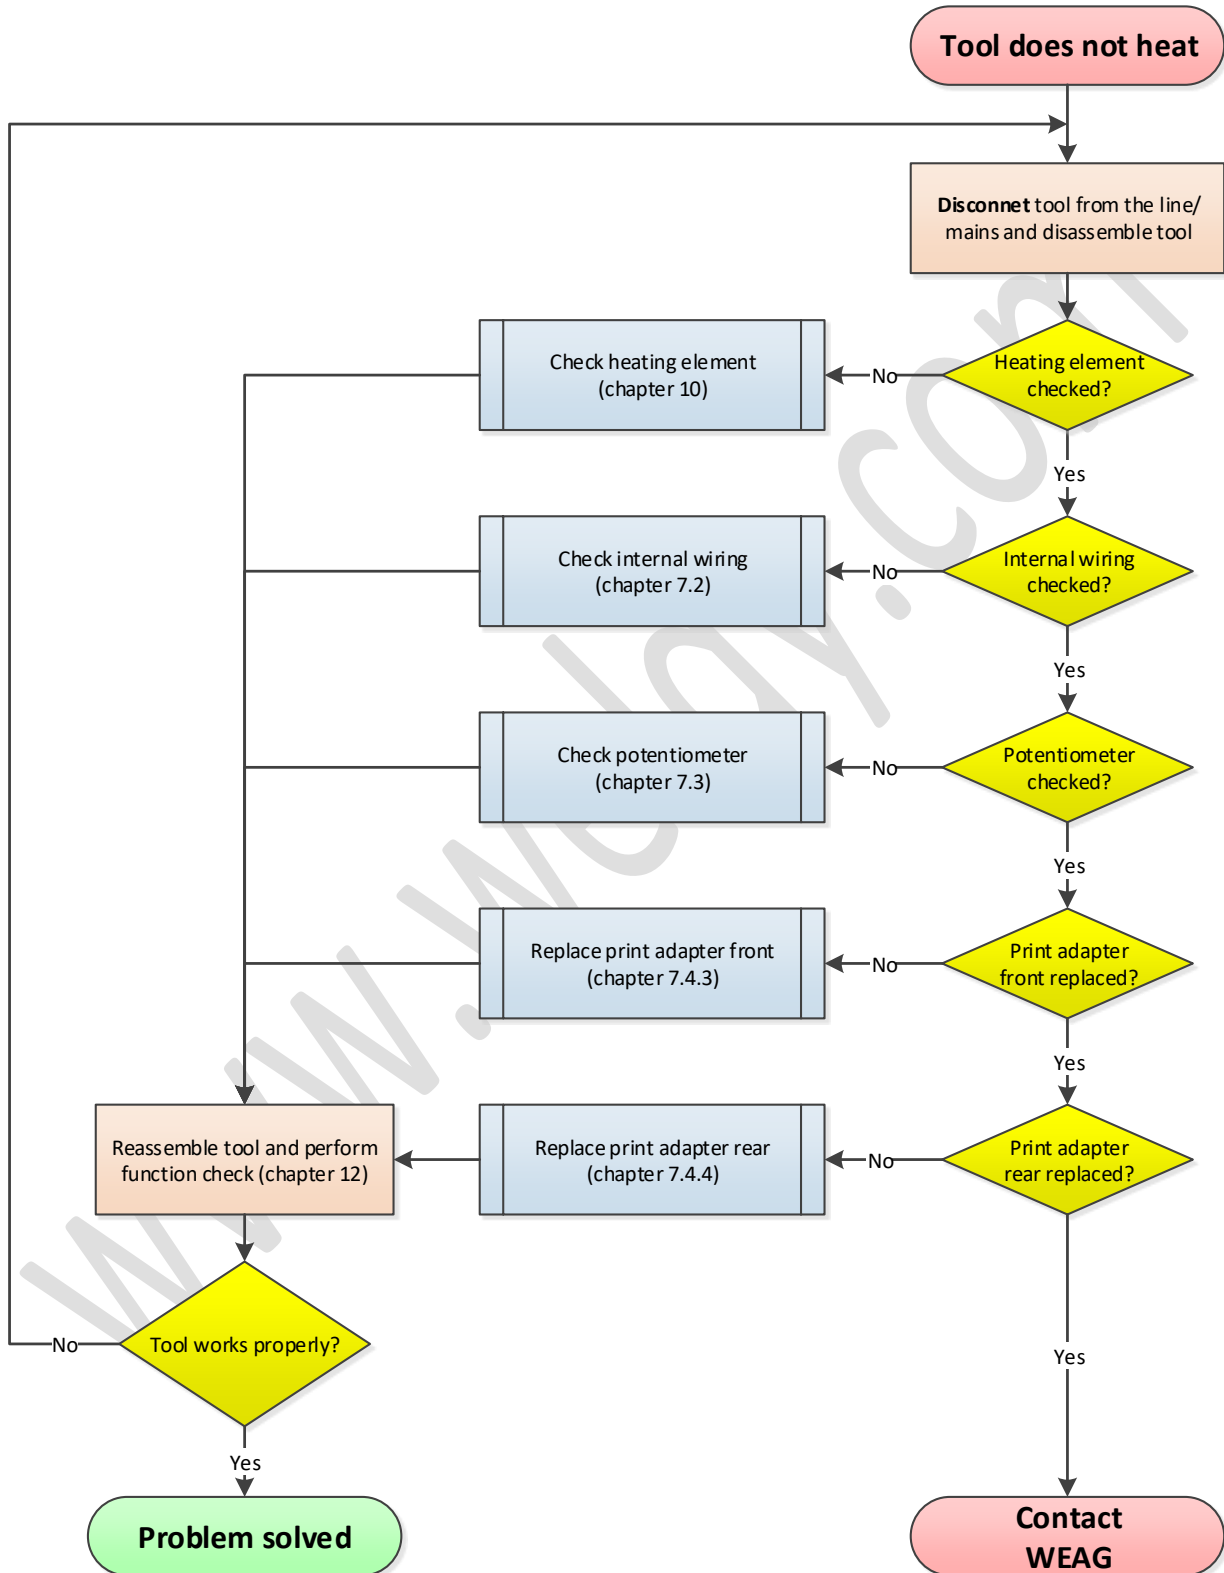 Tool does not heat
Disconnet tool from the line/
mains and disassemble tool
Check heating element
(chapter 10)
No
Heating element
checked?
Yes
Check internal wiring
(chapter 7.2)
No
Internal wiring
checked?
Yes
Check potentiometer
(chapter 7.3)
No
Potentiometer
checked?
Yes
Replace print adapter front
(chapter 7.4.3)
No
Print adapter
front replaced?
Yes
Reassemble tool and perform
function check (chapter 12)
Replace print adapter rear
(chapter 7.4.4)
No
Print adapter
rear replaced?
No
Tool works properly?
Yes
Yes
Problem solved
Contact
WEAG